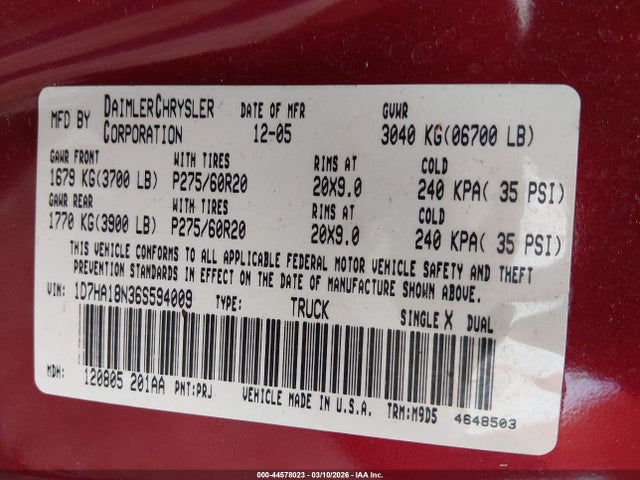 MFD BY DAIMLERCHRYSLER CORPORATION DATE OF MFR 12-05 GVWR 3040 KG(06700 LB)
GAWR FRONT WITH TIRES RIMS AT COLD
1679 KG(3700 LB) P275/60R20 20X9.0 240 KPA( 35 PSI)
GAWR REAR WITH TIRES RIMS AT COLD
1770 KG(3900 LB) P275/60R20 20X9.0 240 KPA( 35 PSI)
THIS VEHICLE CONFORMS TO ALL APPLICABLE FEDERAL MOTOR VEHICLE SAFETY AND THEFT
PREVENTION STANDARDS IN EFFECT ON THE DATE OF MANUFACTURE SHOWN ABOVE.
VIN: 1D7HA18N36S594009 TYPE: TRUCK SINGLE X DUAL
MDH: 120805 201AA PNT:PRJ VEHICLE MADE IN U.S.A. TRM:M9D5 4648503
000-44578023 — 03/10/2026 — IAA Inc.